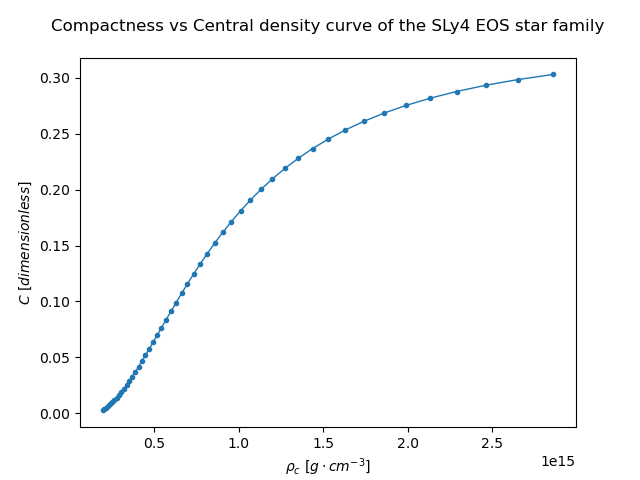 Compactness vs Central density curve of the SLy4 EOS star family
C [dimensionless]
0.30
0.25
0.20
0.15
0.10
0.05
0.00
0.5 1.0 1.5 2.0 2.5
1e15
ρ_c [g · cm⁻³]